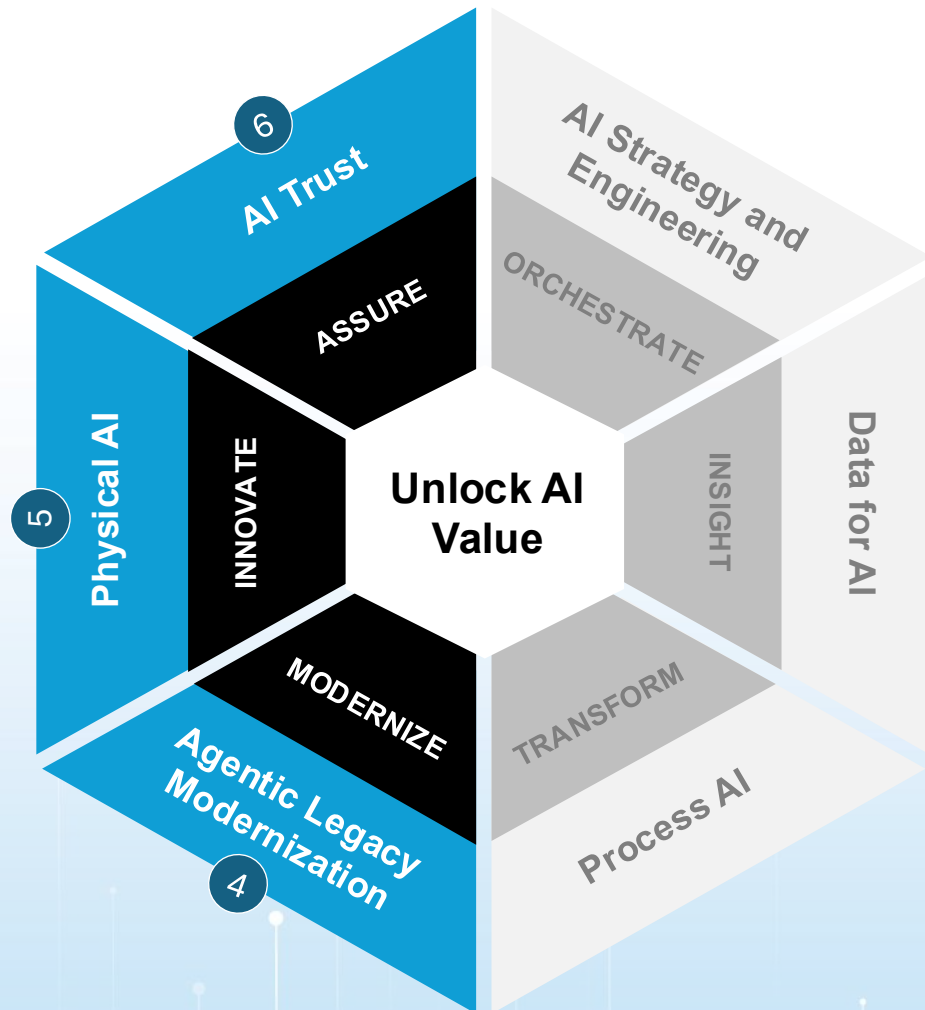 6
AI Trust
ASSURE
AI Strategy and
Engineering
ORCHESTRATE
5
Physical AI
INNOVATE
Unlock AI
Value
INSIGHT
Data for AI
MODERNIZE
Agentic Legacy
Modernization
4
TRANSFORM
Process AI